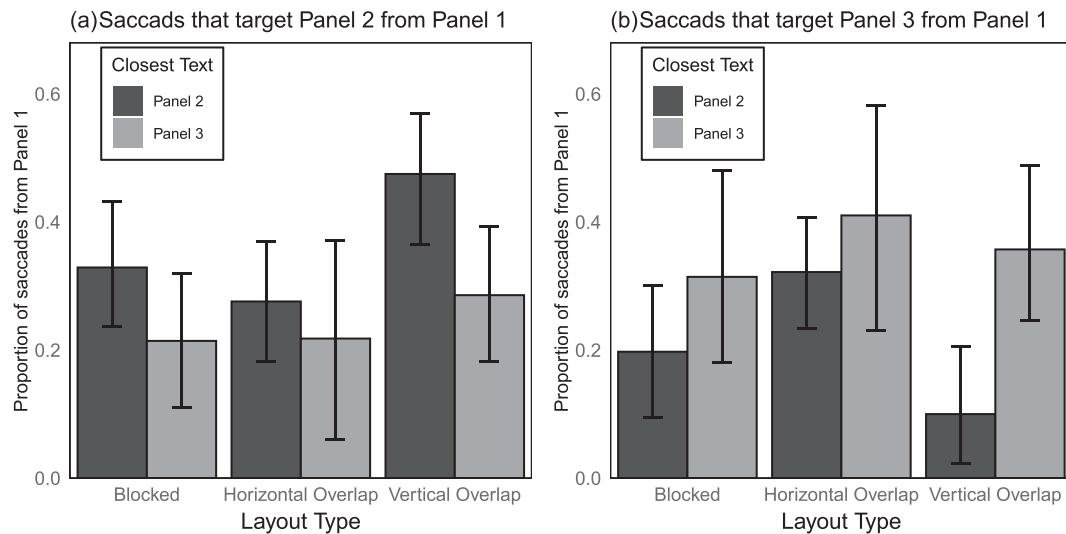 (a)Saccads that target Panel 2 from Panel 1
Closest Text
Panel 2
Panel 3
Proportion of saccades from Panel 1
0.6
0.4
0.2
0.0
Blocked Horizontal Overlap Vertical Overlap
Layout Type
(b)Saccads that target Panel 3 from Panel 1
Closest Text
Panel 2
Panel 3
Proportion of saccades from Panel 1
0.6
0.4
0.2
0.0
Blocked Horizontal Overlap Vertical Overlap
Layout Type